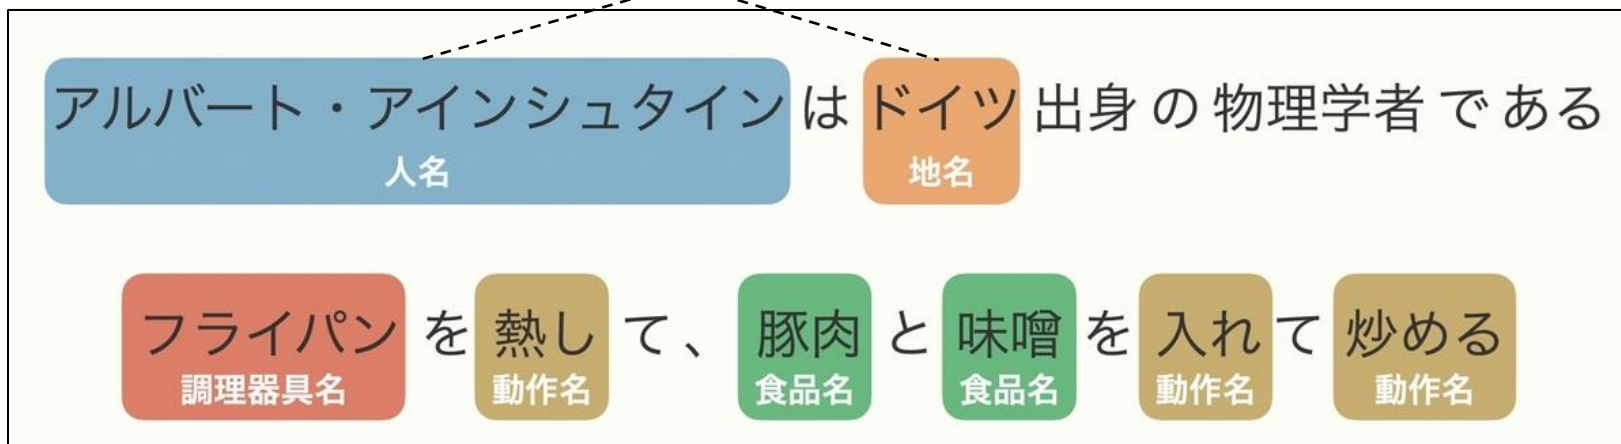 アルバート・アインシュタイン は ドイツ 出身 の 物理学者 で ある
人名 地名
フライパン を 熱し て 、 豚肉 と 味噌 を 入れ て 炒める
調理器具名 動作名 食品名 食品名 動作名 動作名